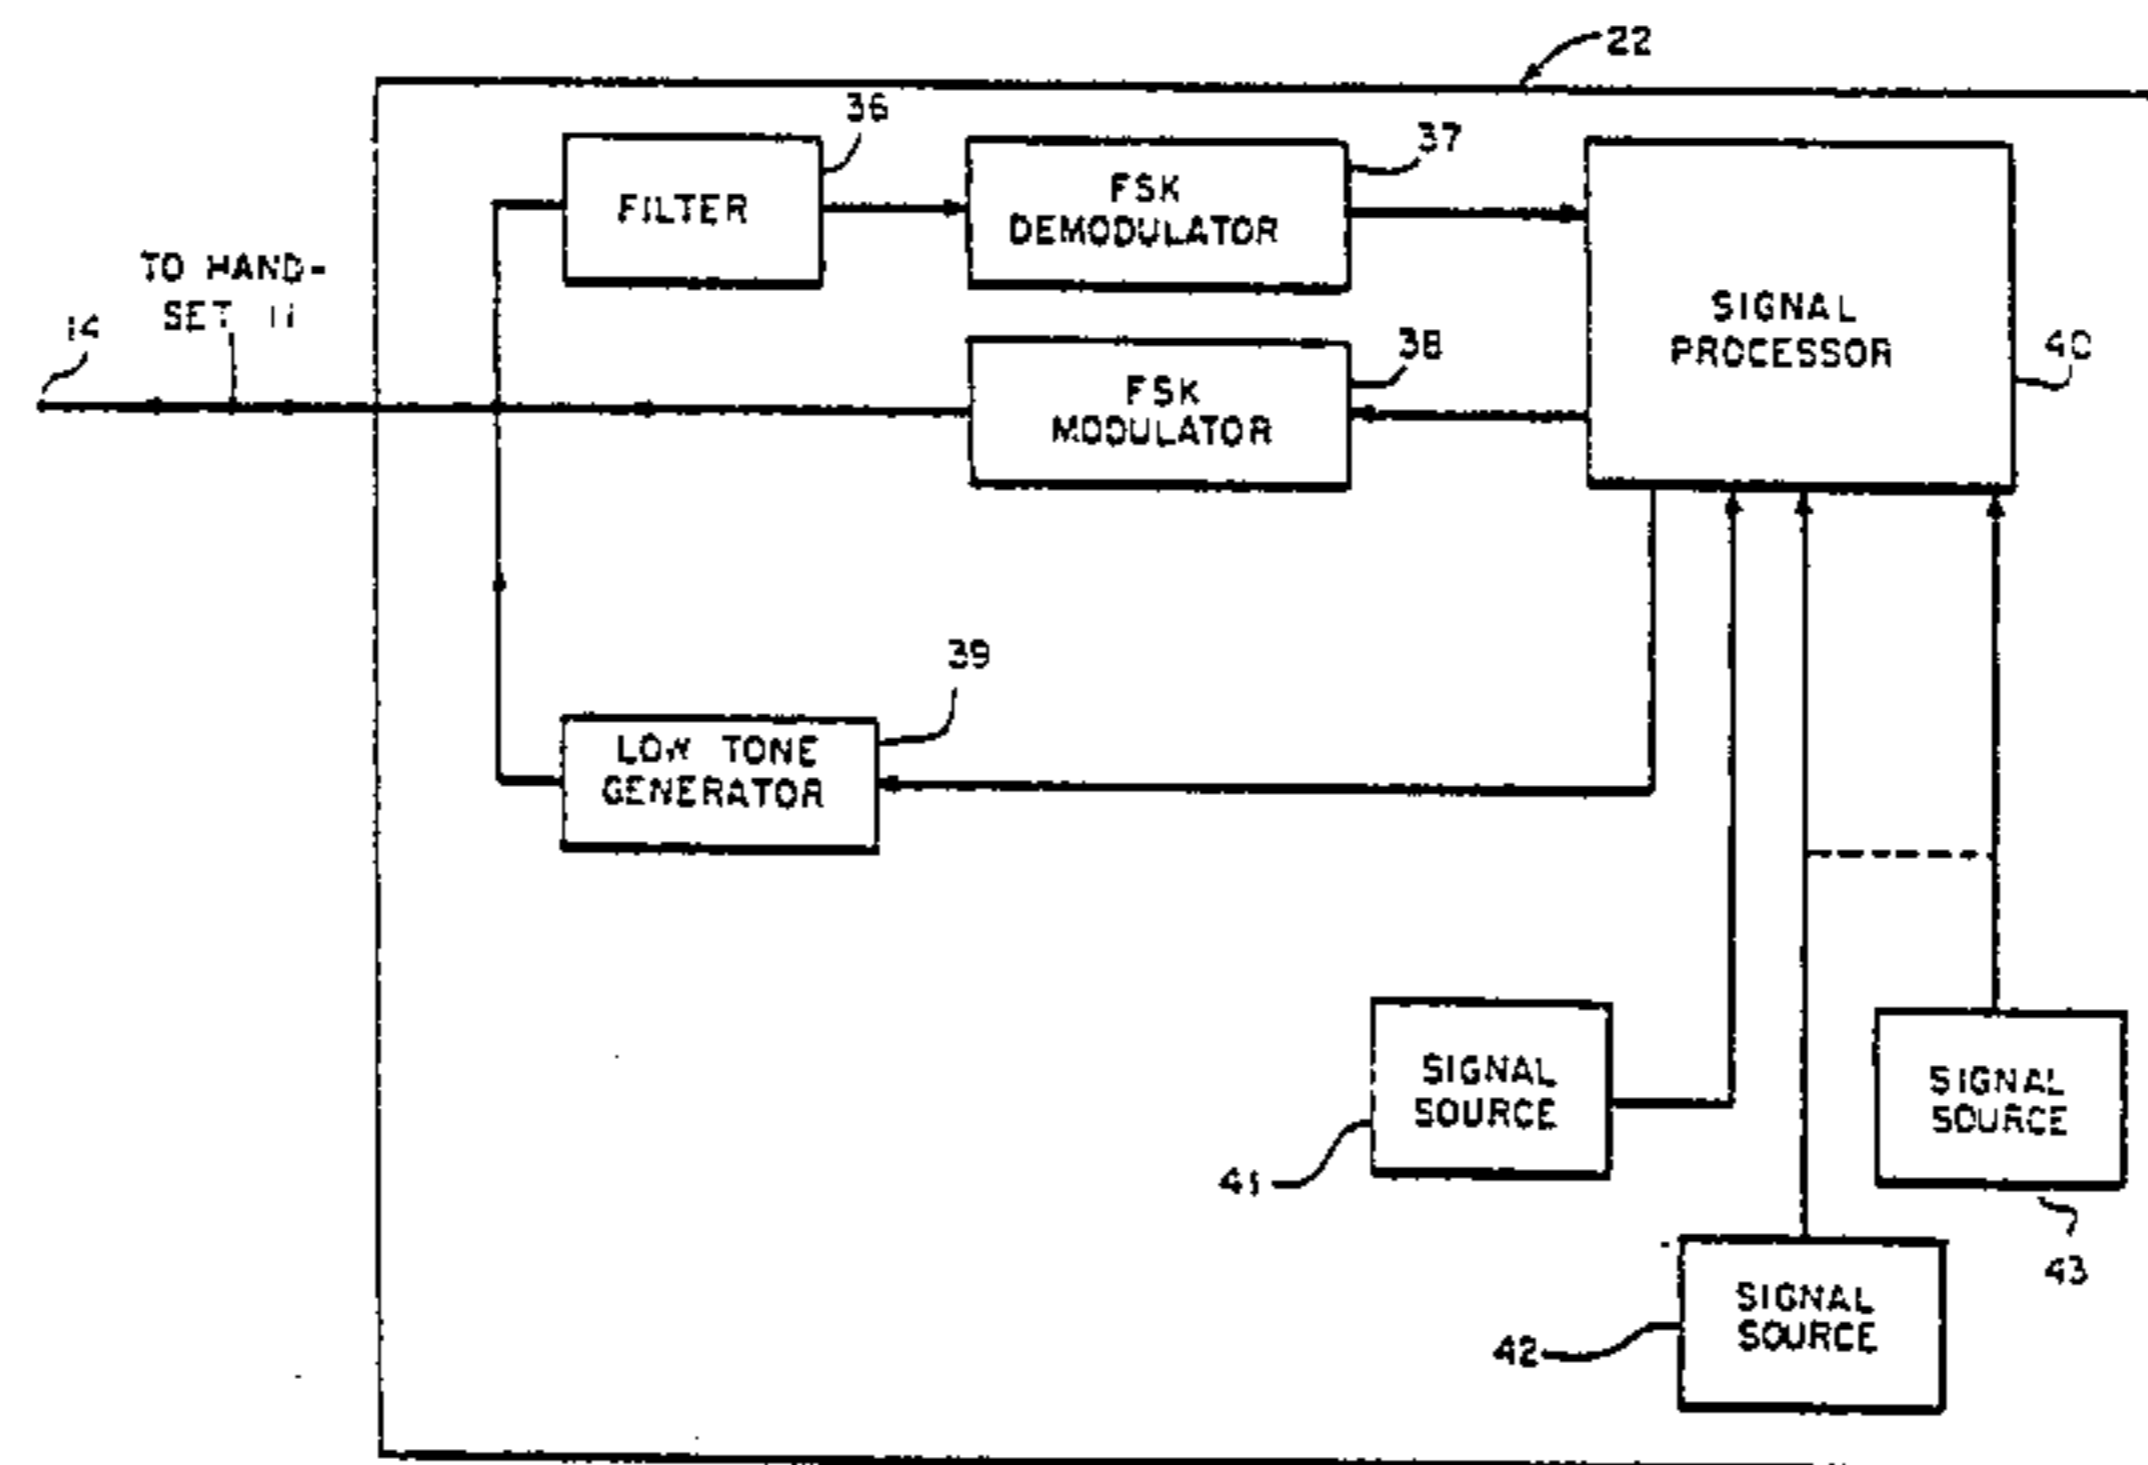 22
36
FILTER
FSK
DEMODULATOR
37
SIGNAL
PROCESSOR
40
TO HAND-
SET 11
14
FSK
MODULATOR
38
39
LOW TONE
GENERATOR
SIGNAL
SOURCE
41
SIGNAL
SOURCE
43
SIGNAL
SOURCE
42